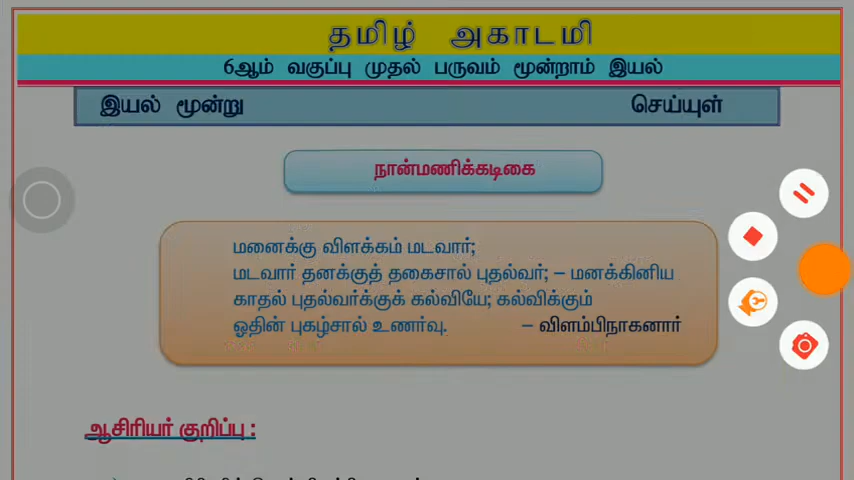 தமிழ் அகாடமி
6ஆம் வகுப்பு முதல் பருவம் மூன்றாம் இயல்
இயல் மூன்று செய்யுள்
நான்மணிக்கடிகை
மனைக்கு விளக்கம் மடவார்;
மடவார் தனக்குத் தகைசால் புதல்வர்; – மனக்கினிய
காதல் புதல்வர்க்குக் கல்வியே; கல்விக்கும்
ஓதின் புகழ்சால் உணர்வு. – விளம்பிநாகனார்
ஆசிரியர் குறிப்பு :